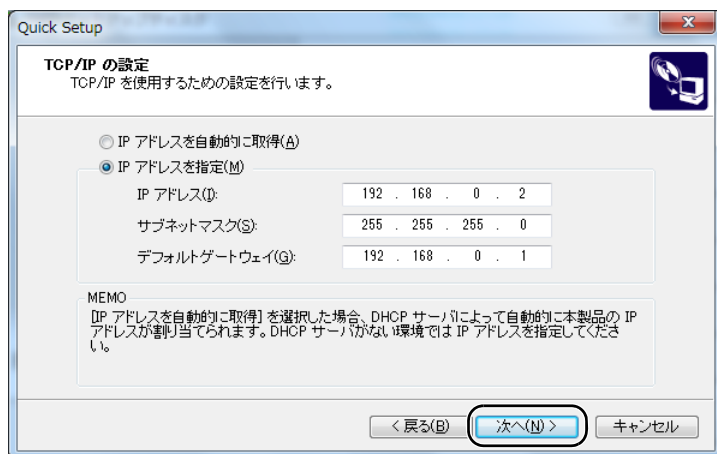 Quick Setup
TCP/IP の設定
TCP/IP を使用するための設定を行います。
IP アドレスを自動的に取得(A)
IP アドレスを指定(M)
IP アドレス(I): 192 . 168 . 0 . 2
サブネットマスク(S): 255 . 255 . 255 . 0
デフォルトゲートウェイ(G): 192 . 168 . 0 . 1
MEMO
[IP アドレスを自動的に取得] を選択した場合、DHCP サーバによって自動的に本製品の IP
アドレスが割り当てられます。DHCP サーバがない環境では IP アドレスを指定してくださ
い。
< 戻る(B) 次へ(N) > キャンセル